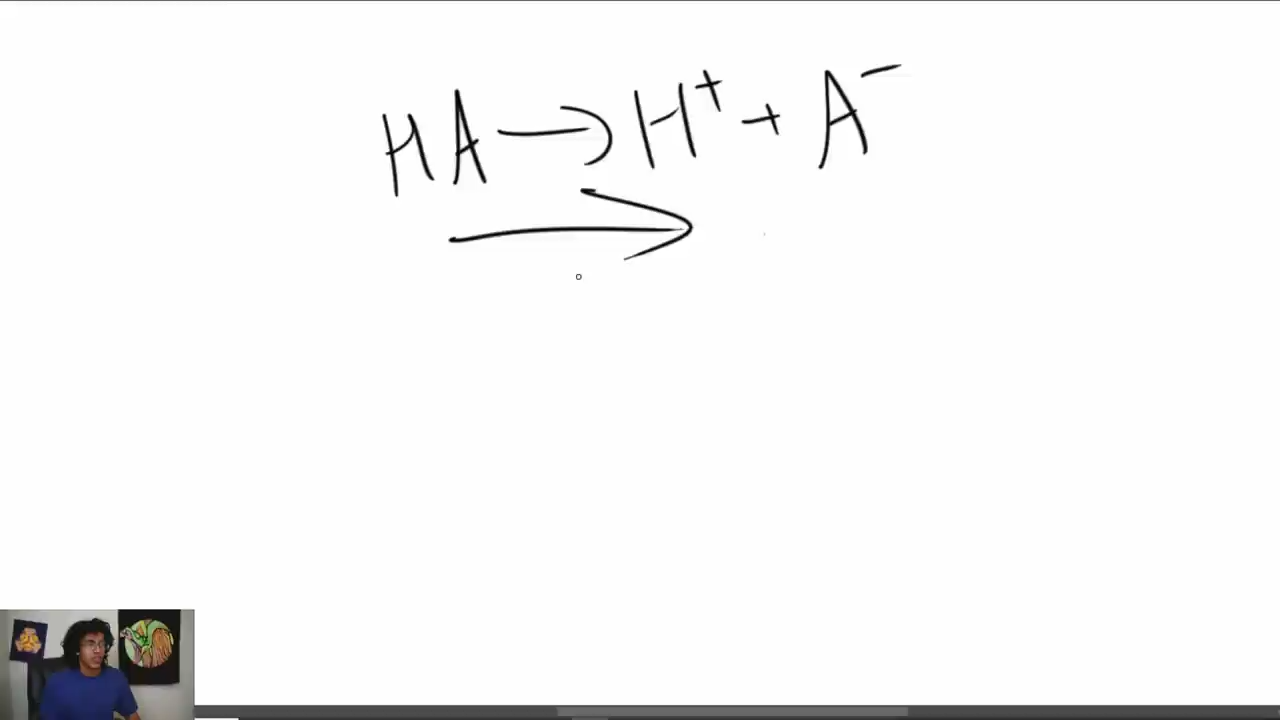 HA → H⁺ + A⁻
→